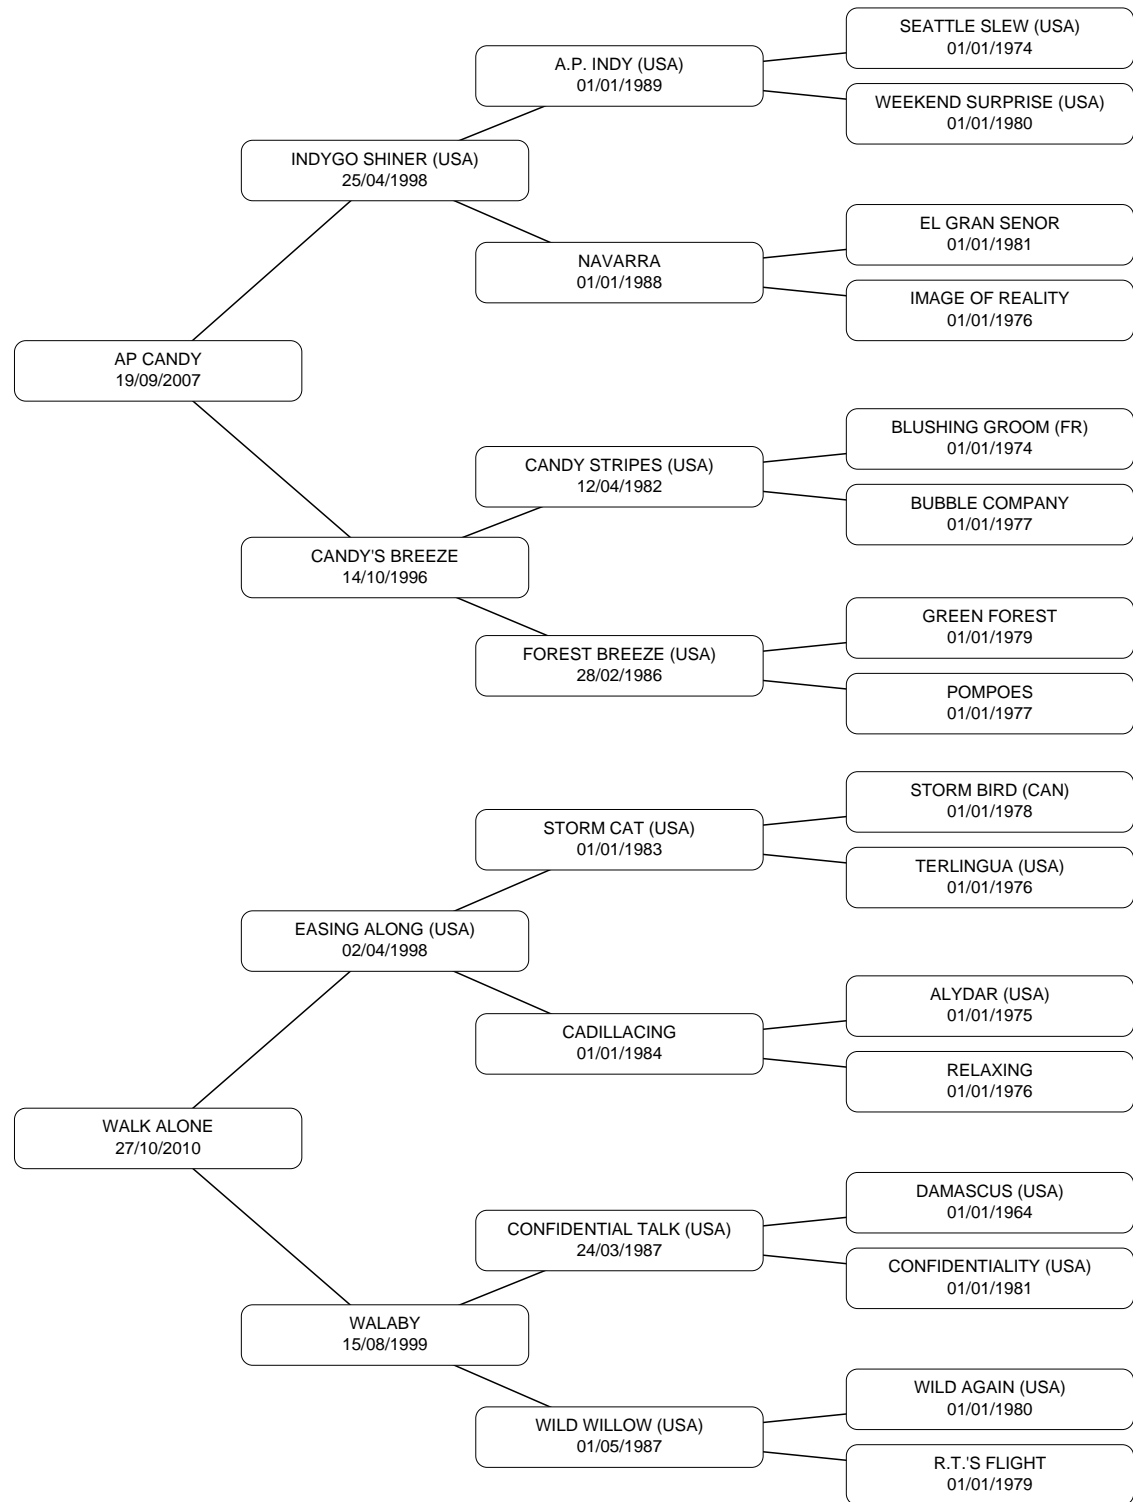 SEATTLE SLEW (USA)
01/01/1974
A.P. INDY (USA)
01/01/1989
WEEKEND SURPRISE (USA)
01/01/1980
INDYGO SHINER (USA)
25/04/1998
EL GRAN SENOR
01/01/1981
NAVARRA
01/01/1988
IMAGE OF REALITY
01/01/1976
AP CANDY
19/09/2007
BLUSHING GROOM (FR)
01/01/1974
CANDY STRIPES (USA)
12/04/1982
BUBBLE COMPANY
01/01/1977
CANDY'S BREEZE
14/10/1996
GREEN FOREST
01/01/1979
FOREST BREEZE (USA)
28/02/1986
POMPOES
01/01/1977
STORM BIRD (CAN)
01/01/1978
STORM CAT (USA)
01/01/1983
TERLINGUA (USA)
01/01/1976
EASING ALONG (USA)
02/04/1998
ALYDAR (USA)
01/01/1975
CADILLACING
01/01/1984
RELAXING
01/01/1976
WALK ALONE
27/10/2010
DAMASCUS (USA)
01/01/1964
CONFIDENTIAL TALK (USA)
24/03/1987
CONFIDENTIALITY (USA)
01/01/1981
WALABY
15/08/1999
WILD AGAIN (USA)
01/01/1980
WILD WILLOW (USA)
01/05/1987
R.T.'S FLIGHT
01/01/1979